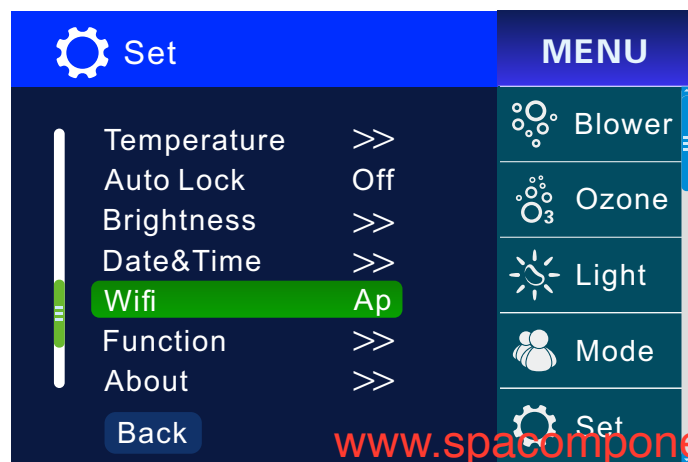 Set
Temperature >>
Auto Lock Off
Brightness >>
Date&Time >>
Wifi Ap
Function >>
About >>
Back
MENU
Blower
O3 Ozone
Light
Mode
Set
www.spacompone